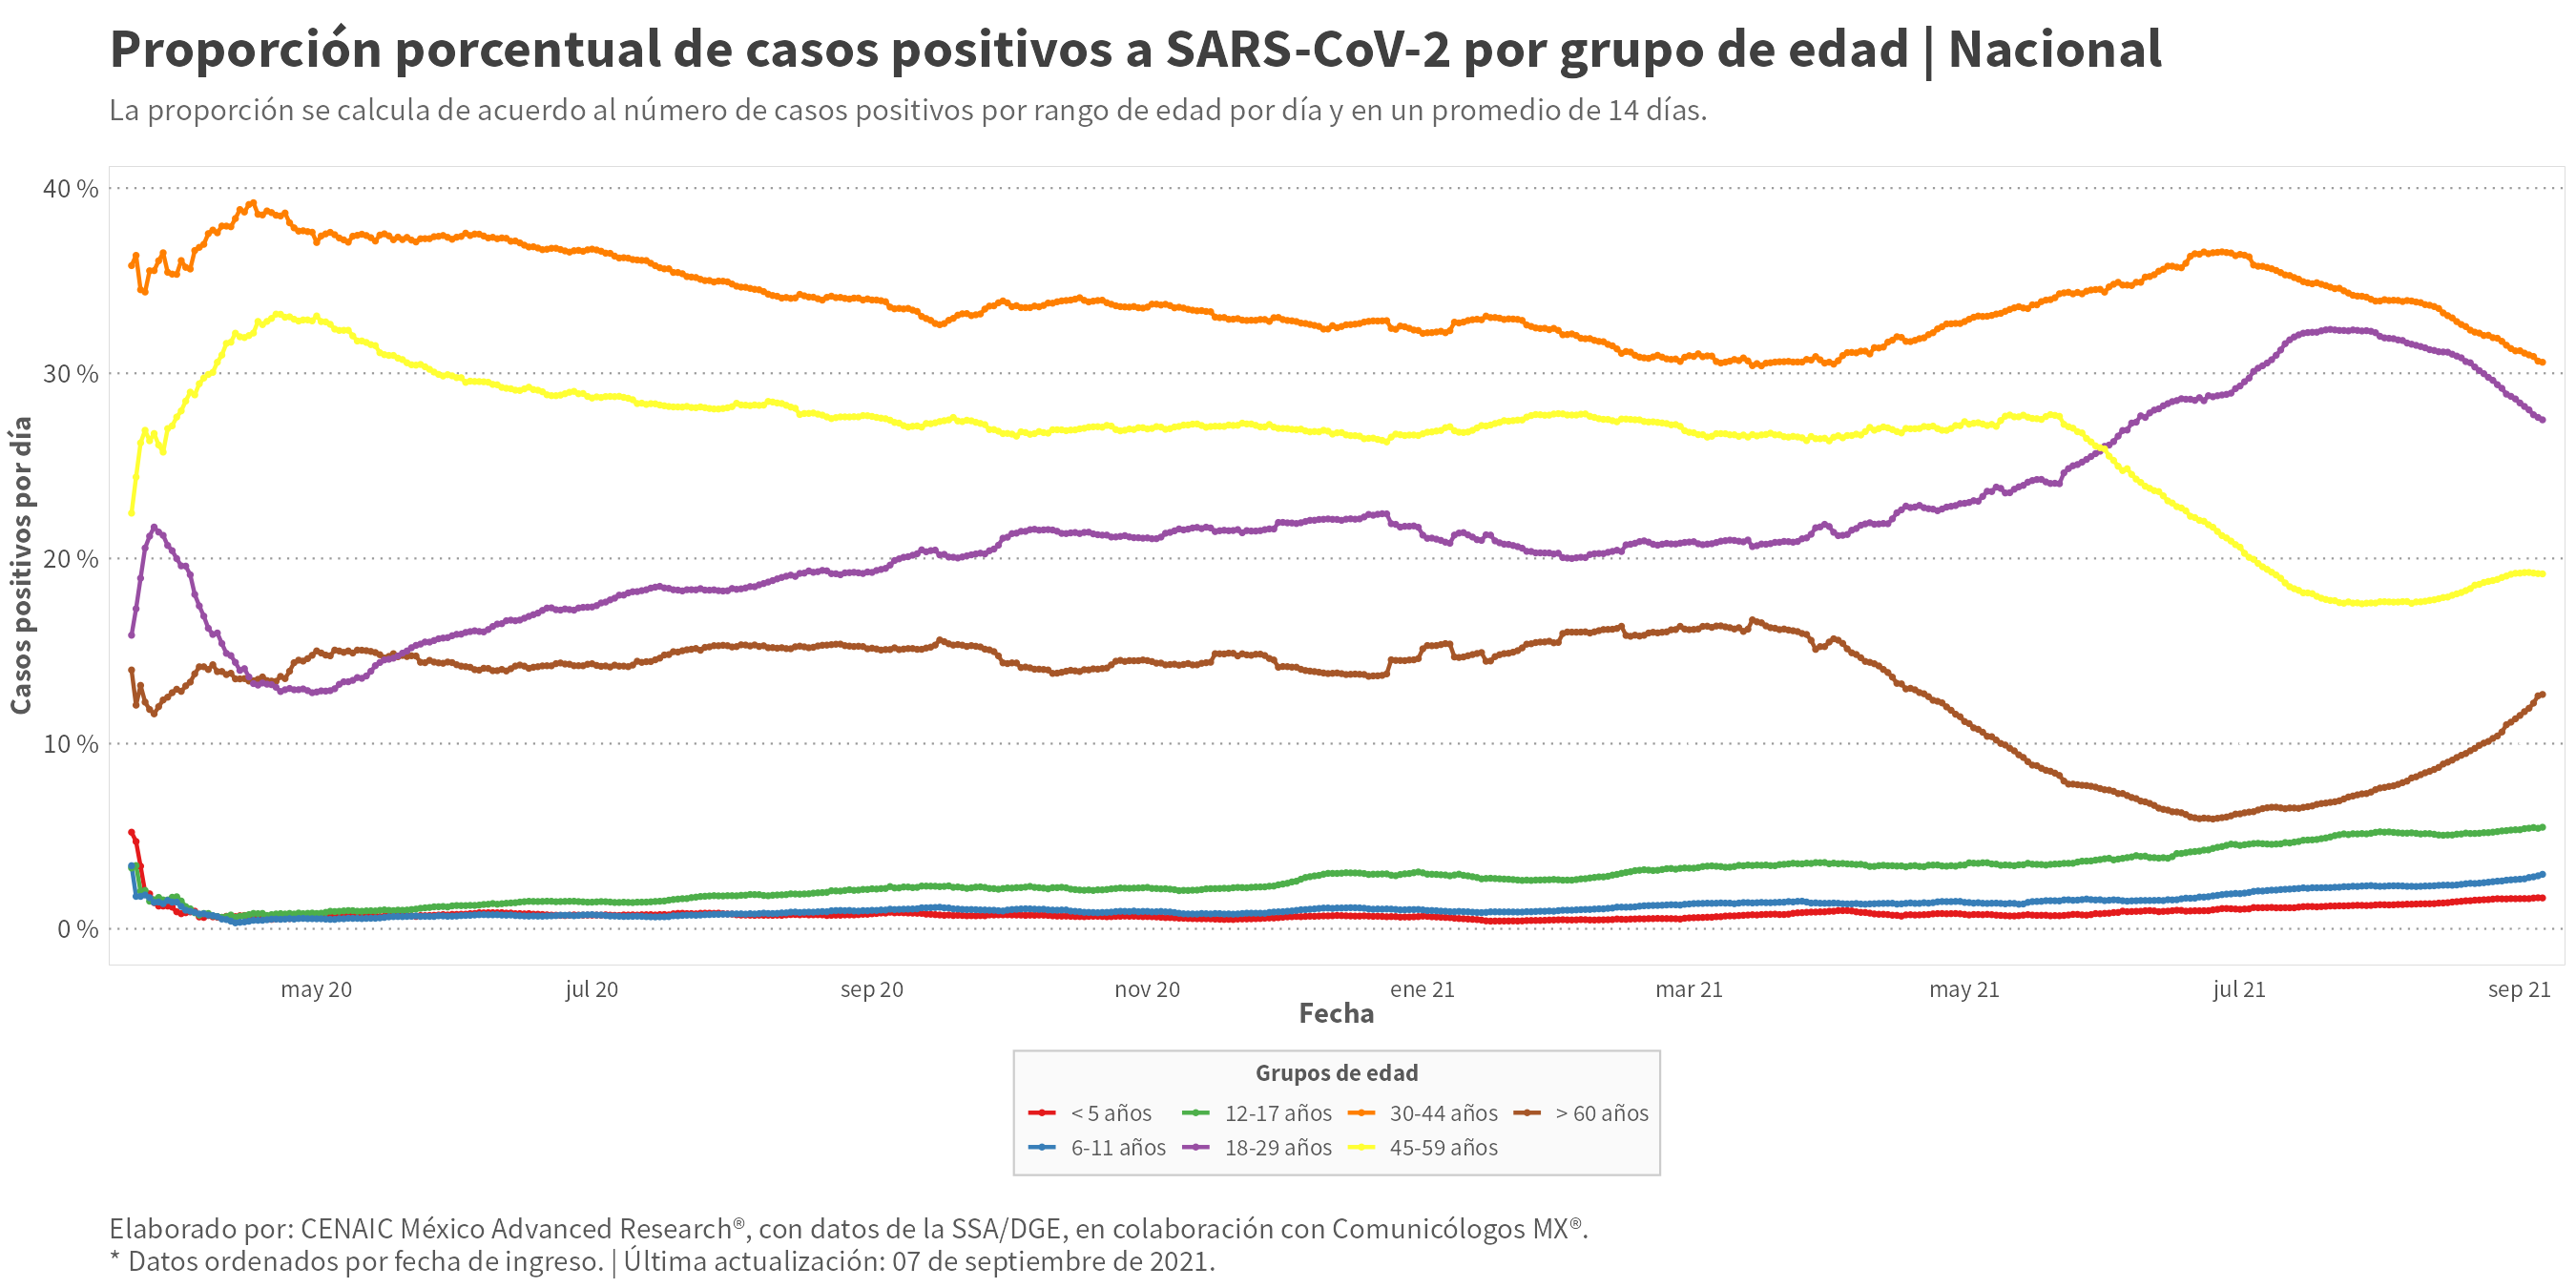 Proporción porcentual de casos positivos a SARS-CoV-2 por grupo de edad | Nacional
La proporción se calcula de acuerdo al número de casos positivos por rango de edad por día y en un promedio de 14 días.
Casos positivos por día
40 %
30 %
20 %
10 %
0 %
may 20 jul 20 sep 20 nov 20 ene 21 mar 21 may 21 jul 21 sep 21
Fecha
Grupos de edad
< 5 años 12-17 años 30-44 años > 60 años
6-11 años 18-29 años 45-59 años
Elaborado por: CENAIC México Advanced Research®, con datos de la SSA/DGE, en colaboración con Comunicólogos MX®.
* Datos ordenados por fecha de ingreso. | Última actualización: 07 de septiembre de 2021.